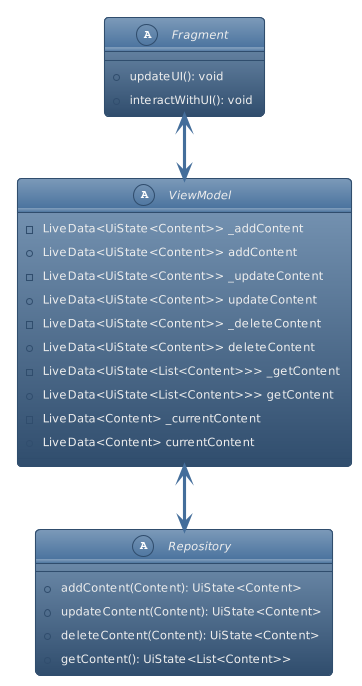 A Fragment
updateUI(): void
interactWithUI(): void
A ViewModel
LiveData<UiState<Content>> _addContent
LiveData<UiState<Content>> addContent
LiveData<UiState<Content>> _updateContent
LiveData<UiState<Content>> updateContent
LiveData<UiState<Content>> _deleteContent
LiveData<UiState<Content>> deleteContent
LiveData<UiState<List<Content>>> _getContent
LiveData<UiState<List<Content>>> getContent
LiveData<Content> _currentContent
LiveData<Content> currentContent
A Repository
addContent(Content): UiState<Content>
updateContent(Content): UiState<Content>
deleteContent(Content): UiState<Content>
getContent(): UiState<List<Content>>